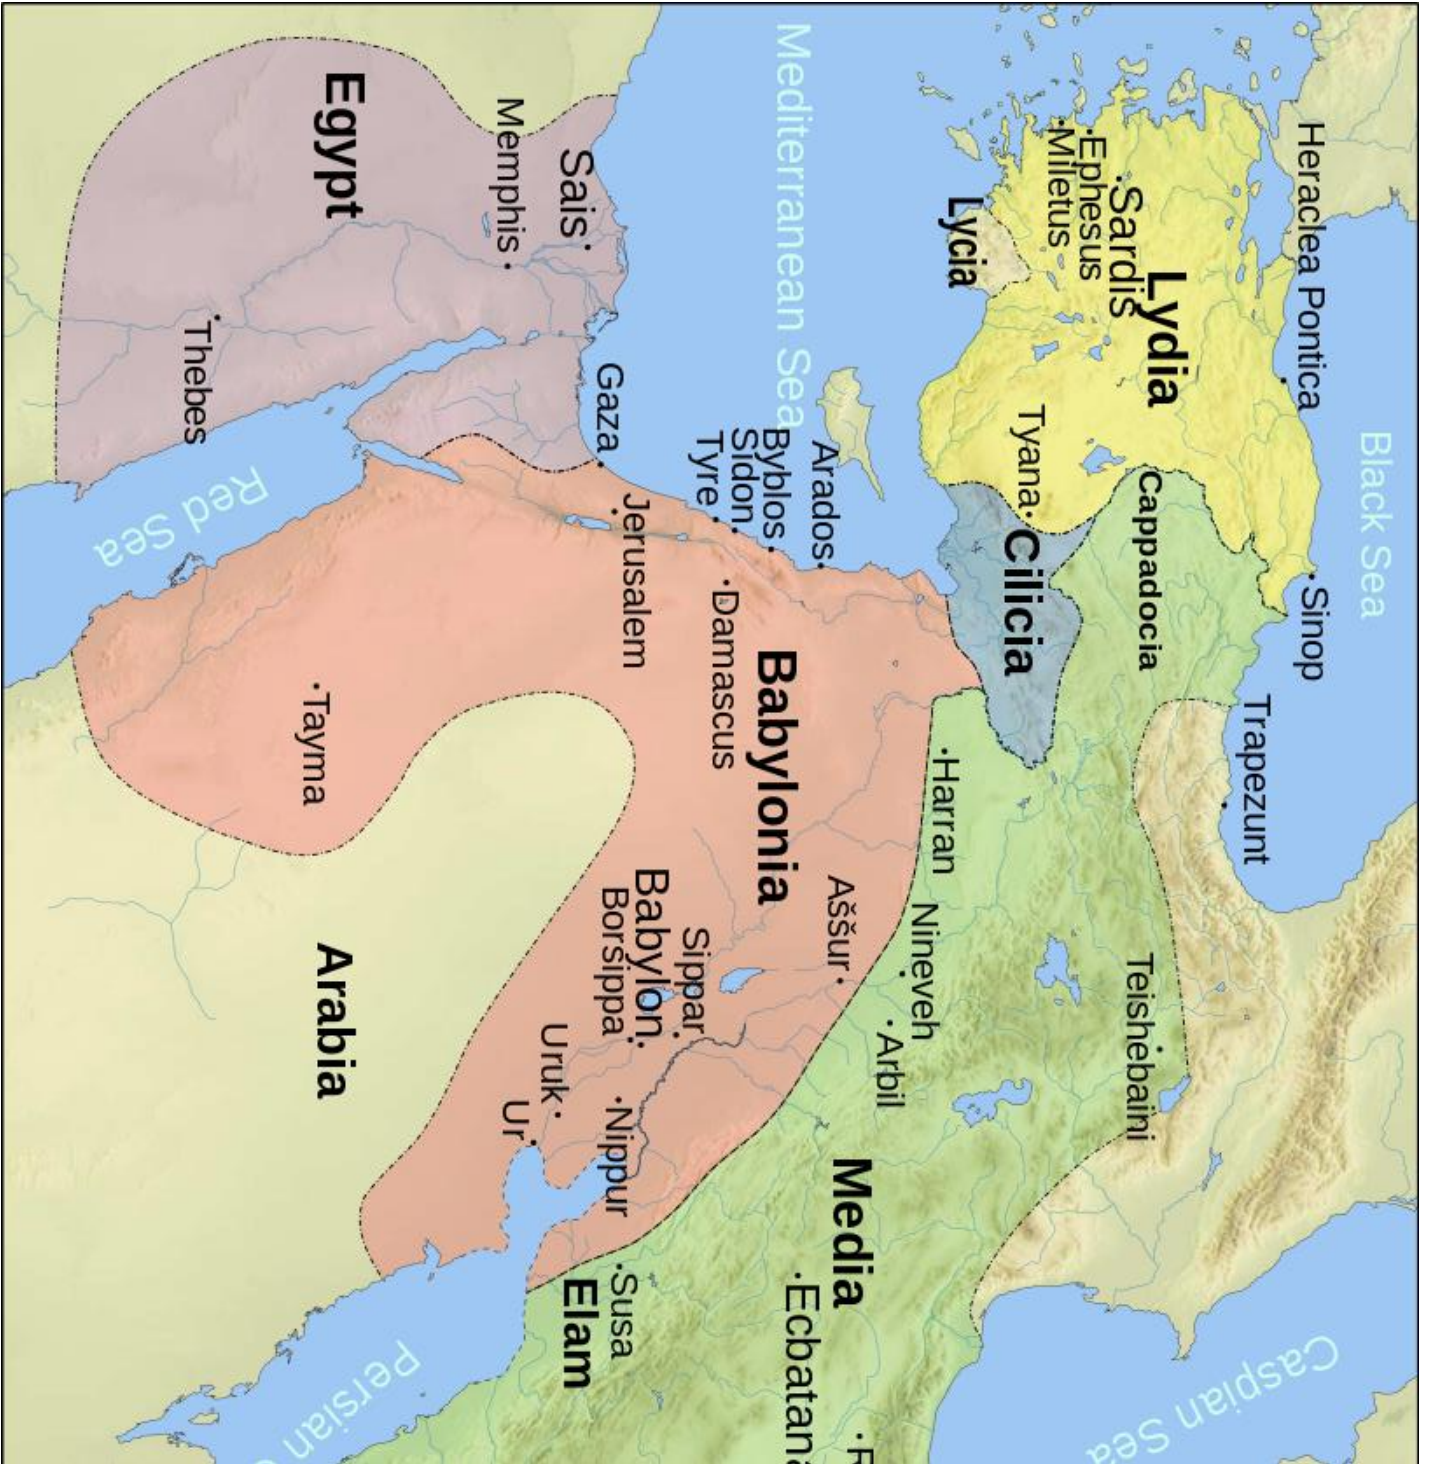 Black Sea
Heraclea Pontica
Sinop
Trapezunt
Caspian Sea
Lydia
Sardis
Ephesus
Miletus
Lycia
Cappadocia
Tyana
Cilicia
Teishebaini
Harran
Nineveh
Arbil
Media
Ecbatana
Mediterranean Sea
Arados
Byblos
Sidon
Tyre
Damascus
Babylonia
Aššur
Sippar
Babylon
Borsippa
Nippur
Uruk
Ur
Susa
Elam
Gaza
Jerusalem
Sais
Memphis
Egypt
Thebes
Red Sea
Tayma
Arabia
Persian